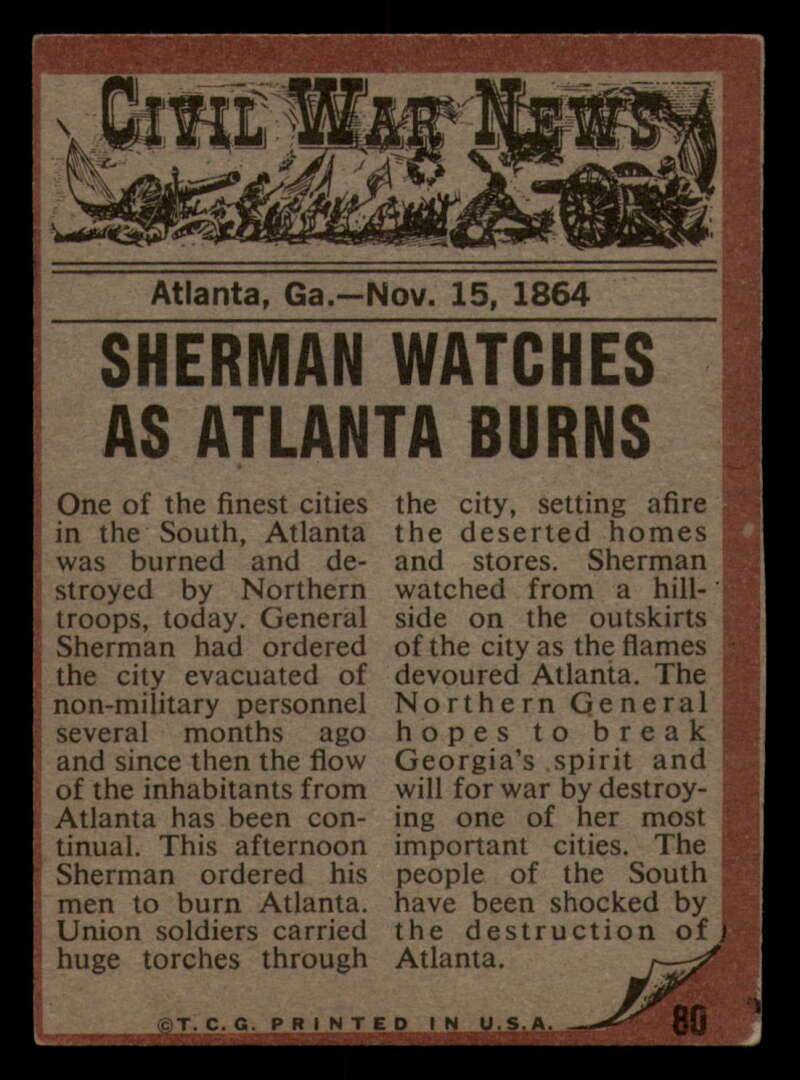 CIVIL WAR NEWS
Atlanta, Ga.—Nov. 15, 1864
SHERMAN WATCHES
AS ATLANTA BURNS
One of the finest cities
in the South, Atlanta
was burned and de-
stroyed by Northern
troops, today. General
Sherman had ordered
the city evacuated of
non-military personnel
several months ago
and since then the flow
of the inhabitants from
Atlanta has been con-
tinual. This afternoon
Sherman ordered his
men to burn Atlanta.
Union soldiers carried
huge torches through
the city, setting afire
the deserted homes
and stores. Sherman
watched from a hill-
side on the outskirts
of the city as the flames
devoured Atlanta. The
Northern General
hopes to break
Georgia's spirit and
will for war by destroy-
ing one of her most
important cities. The
people of the South
have been shocked by
the destruction of
Atlanta.
©T.C.G. PRINTED IN U.S.A.
80